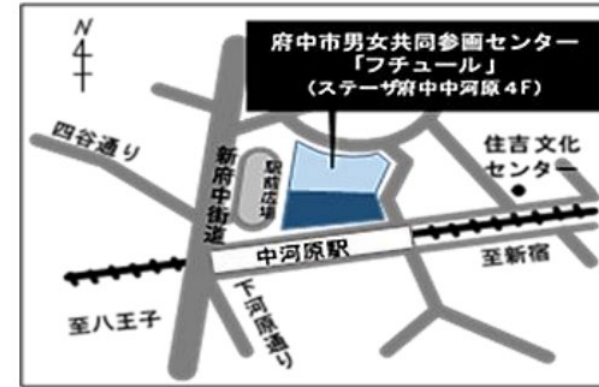 N
府中市男女共同参画センター
「フチュール」
(ステーザ府中中河原4F)
四谷通り
新府中街道
駅前広場
住吉文化
センター
中河原駅
至新宿
至八王子
下河原通り